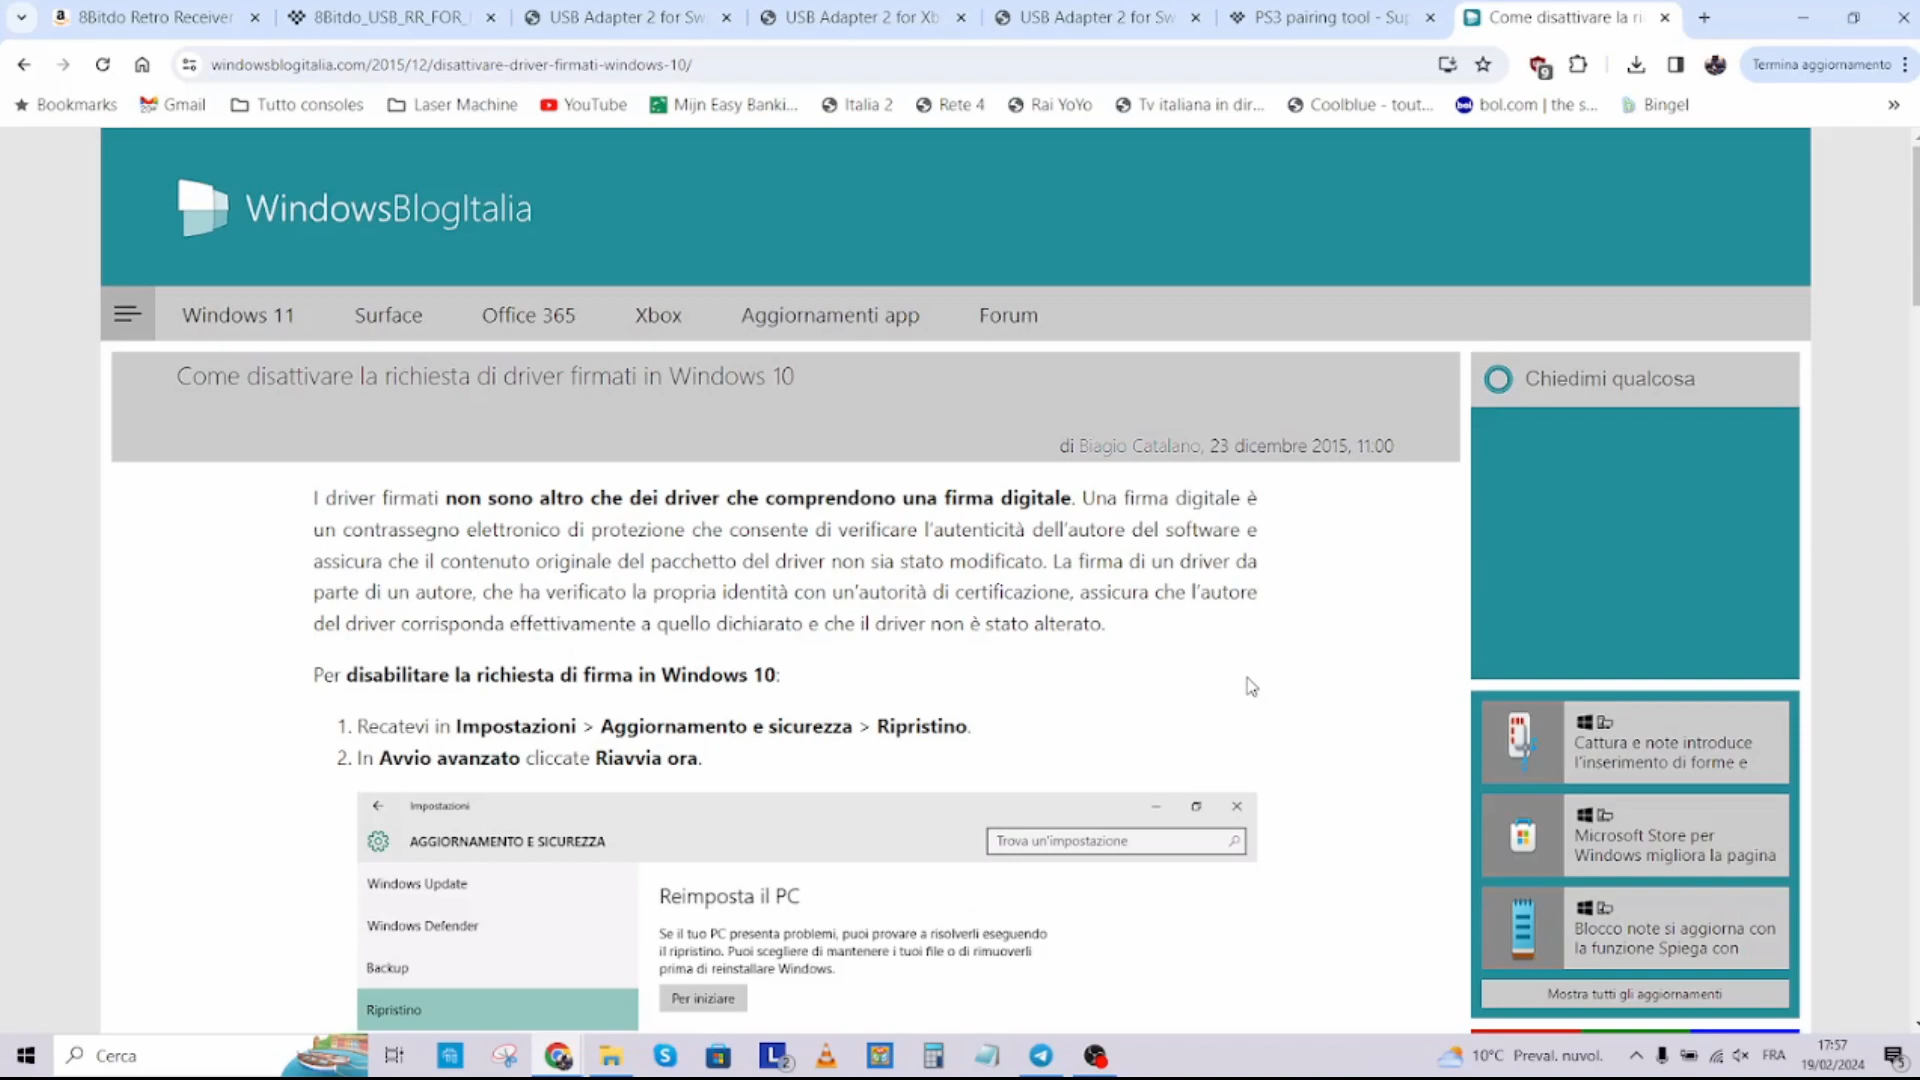 8Bitdo Retro Receiver
8Bitdo_USB_RR_FOR_
USB Adapter 2 for Sw
USB Adapter 2 for Xb
USB Adapter 2 for Sw
PS3 pairing tool - Sup
Come disattivare la ri
windowsblogitalia.com/2015/12/disattivare-driver-firmati-windows-10/
9
Termina aggiornamento
Bookmarks
Gmail
Tutto consoles
Laser Machine
YouTube
Mijn Easy Banki...
Italia 2
Rete 4
Rai YoYo
Tv italiana in dir...
Coolblue - tout...
bol.com | the s...
Bingel
WindowsBlogItalia
Windows 11
Surface
Office 365
Xbox
Aggiornamenti app
Forum
Come disattivare la richiesta di driver firmati in Windows 10
di Biagio Catalano, 23 dicembre 2015, 11.00
I driver firmati non sono altro che dei driver che comprendono una firma digitale. Una firma digitale è
un contrassegno elettronico di protezione che consente di verificare l'autenticità dell'autore del software e
assicura che il contenuto originale del pacchetto del driver non sia stato modificato. La firma di un driver da
parte di un autore, che ha verificato la propria identità con un'autorità di certificazione, assicura che l'autore
del driver corrisponda effettivamente a quello dichiarato e che il driver non è stato alterato.
Per disabilitare la richiesta di firma in Windows 10:
1. Recatevi in Impostazioni > Aggiornamento e sicurezza > Ripristino.
2. In Avvio avanzato cliccate Riavvia ora.
Impostazioni
AGGIORNAMENTO E SICUREZZA
Trova un'impostazione
Windows Update
Windows Defender
Backup
Ripristino
Reimposta il PC
Se il tuo PC presenta problemi, puoi provare a risolverli eseguendo
il ripristino. Puoi scegliere di mantenere i tuoi file o di rimuoverli
prima di reinstallare Windows.
Per iniziare
Chiedimi qualcosa
Cattura e note introduce
l'inserimento di forme e
Microsoft Store per
Windows migliora la pagina
Blocco note si aggiorna con
la funzione Spiega con
Mostra tutti gli aggiornamenti
Cerca
10°C Preval. nuvol.
FRA
17:57
19/02/2024
5